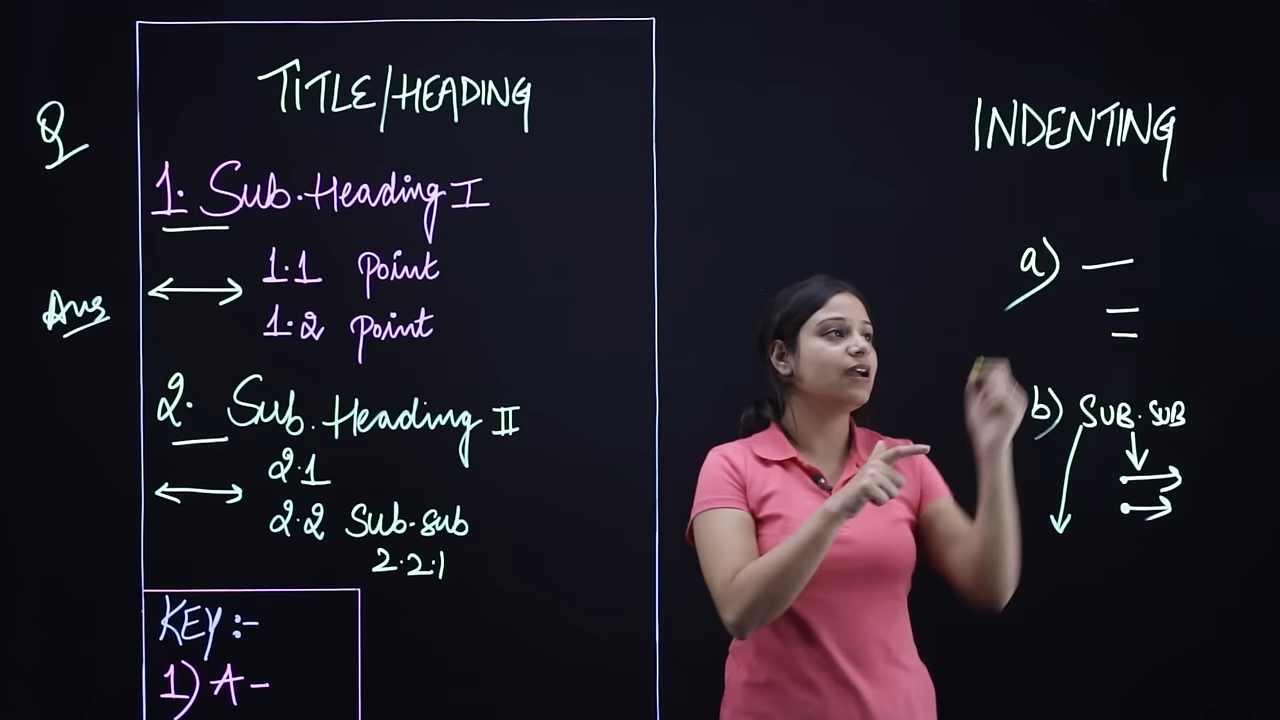 Q
TITLE/HEADING
1. Sub-Heading I
1.1 Point
1.2 Point
Ans
2. Sub-Heading II
2.1
2.2 Sub-sub
2.2.1
KEY :-
1) A -
INDENTING
a)
b) SUB-SUB